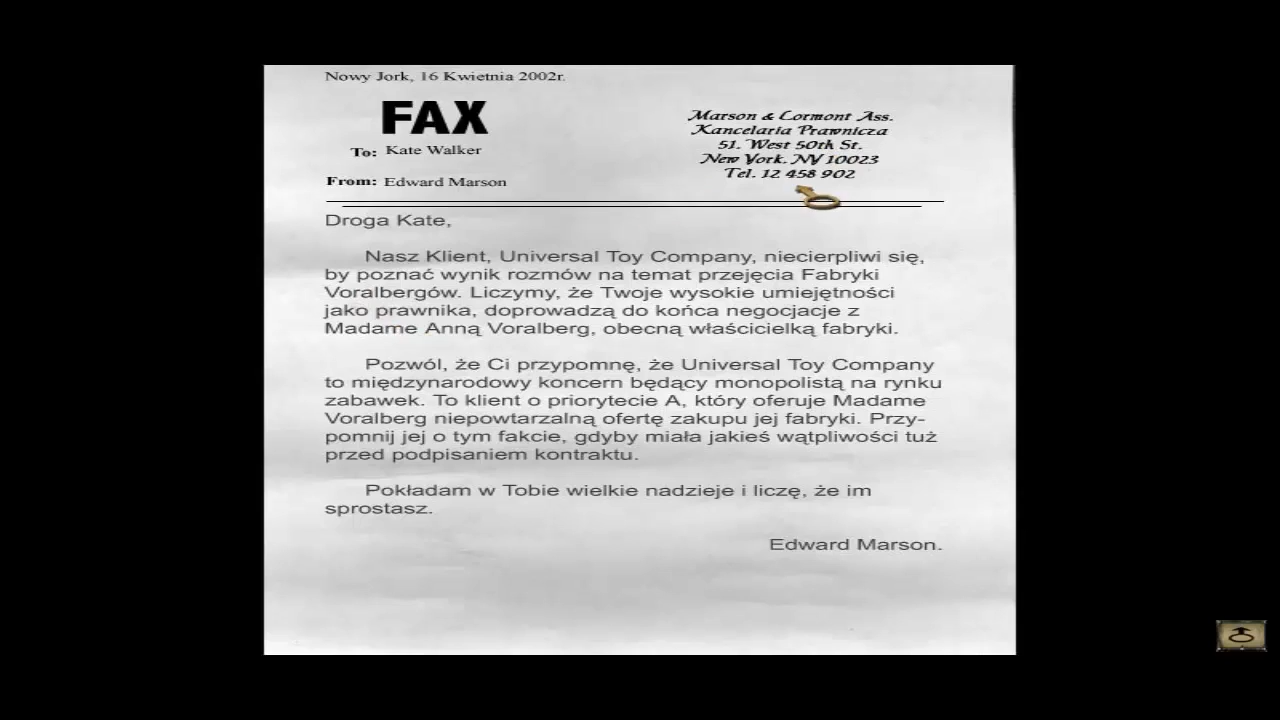 Nowy Jork, 16 Kwietnia 2002r.
FAX
To: Kate Walker
From: Edward Marson
Marson & Lormont Ass.
Kancelaria Prawnicza
51. West 50th St.
New York. NY 10023
Tel. 12 458 902
Droga Kate,
Nasz Klient, Universal Toy Company, niecierpliwi się,
by poznać wynik rozmów na temat przejęcia Fabryki
Voralbergów. Liczymy, że Twoje wysokie umiejętności
jako prawnika, doprowadzą do końca negocjacje z
Madame Anną Voralberg, obecną właścicielką fabryki.
Pozwól, że Ci przypomnę, że Universal Toy Company
to międzynarodowy koncern będący monopolistą na rynku
zabawek. To klient o priorytecie A, który oferuje Madame
Voralberg niepowtarzalną ofertę zakupu jej fabryki. Przy-
pomnij jej o tym fakcie, gdyby miała jakieś wątpliwości tuż
przed podpisaniem kontraktu.
Pokładam w Tobie wielkie nadzieje i liczę, że im
sprostasz.
Edward Marson.